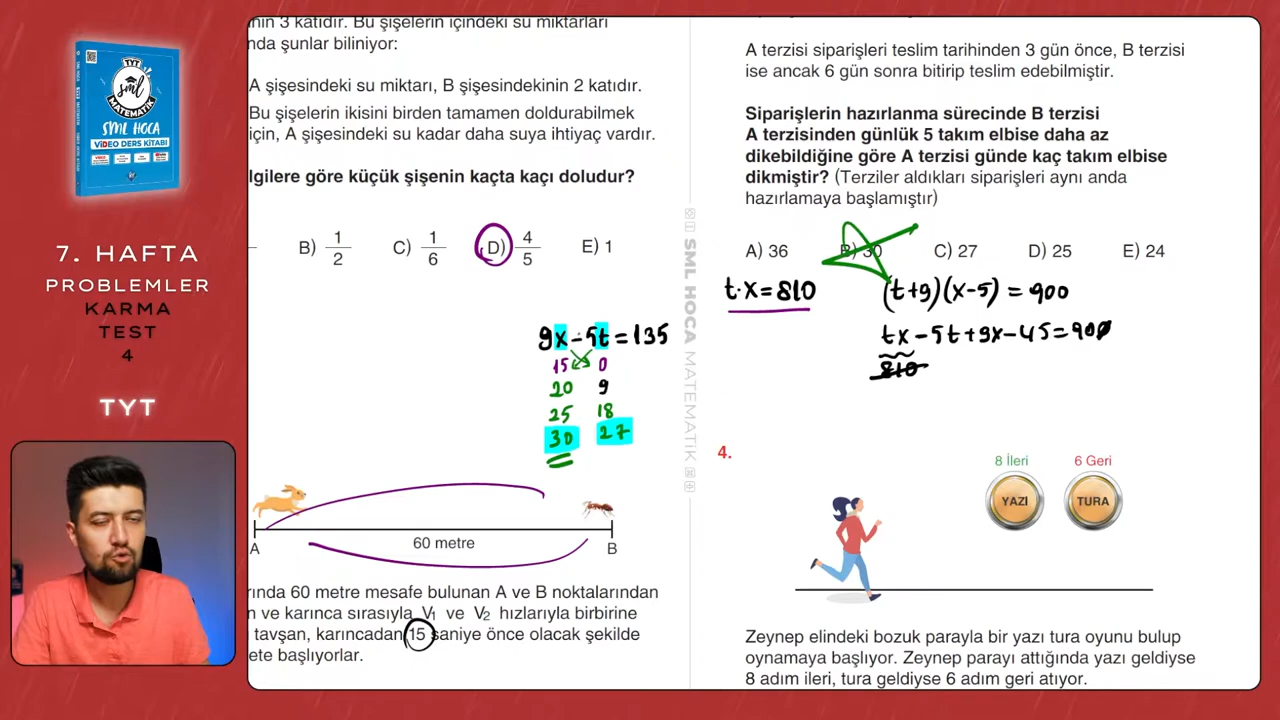 TYT
sml
MATEMATİK
SML HOCA
VİDEO DERS KİTABI
7. HAFTA
PROBLEMLER
KARMA
TEST
4
TYT
nin 3 katıdır. Bu şişelerin içindeki su miktarları
nda şunlar biliniyor:
A şişesindeki su miktarı, B şişesindekinin 2 katıdır.
Bu şişelerin ikisini birden tamamen doldurabilmek
için, A şişesindeki su kadar daha suya ihtiyaç vardır.
lgilere göre küçük şişenin kaçta kaçı doludur?
B) 1/2 C) 1/6 D) 4/5 E) 1
9x-5t=135
15 0
20 9
25 18
30 27
A 60 metre B
rında 60 metre mesafe bulunan A ve B noktalarından
n ve karınca sırasıyla V1 ve V2 hızlarıyla birbirine
tavşan, karıncadan 15 saniye önce olacak şekilde
ete başlıyorlar.
SML HOCA MATEMATİK
A terzisi siparişleri teslim tarihinden 3 gün önce, B terzisi
ise ancak 6 gün sonra bitirip teslim edebilmiştir.
Siparişlerin hazırlanma sürecinde B terzisi
A terzisinden günlük 5 takım elbise daha az
dikebildiğine göre A terzisi günde kaç takım elbise
dikmiştir? (Terziler aldıkları siparişleri aynı anda
hazırlamaya başlamıştır)
A) 36 B) 30 C) 27 D) 25 E) 24
t·x=810 (t+9)(x-5)=900
tx-5t+9x-45=900
810
4.
8 İleri 6 Geri
YAZI TURA
Zeynep elindeki bozuk parayla bir yazı tura oyunu bulup
oynamaya başlıyor. Zeynep parayı attığında yazı geldiyse
8 adım ileri, tura geldiyse 6 adım geri atıyor.